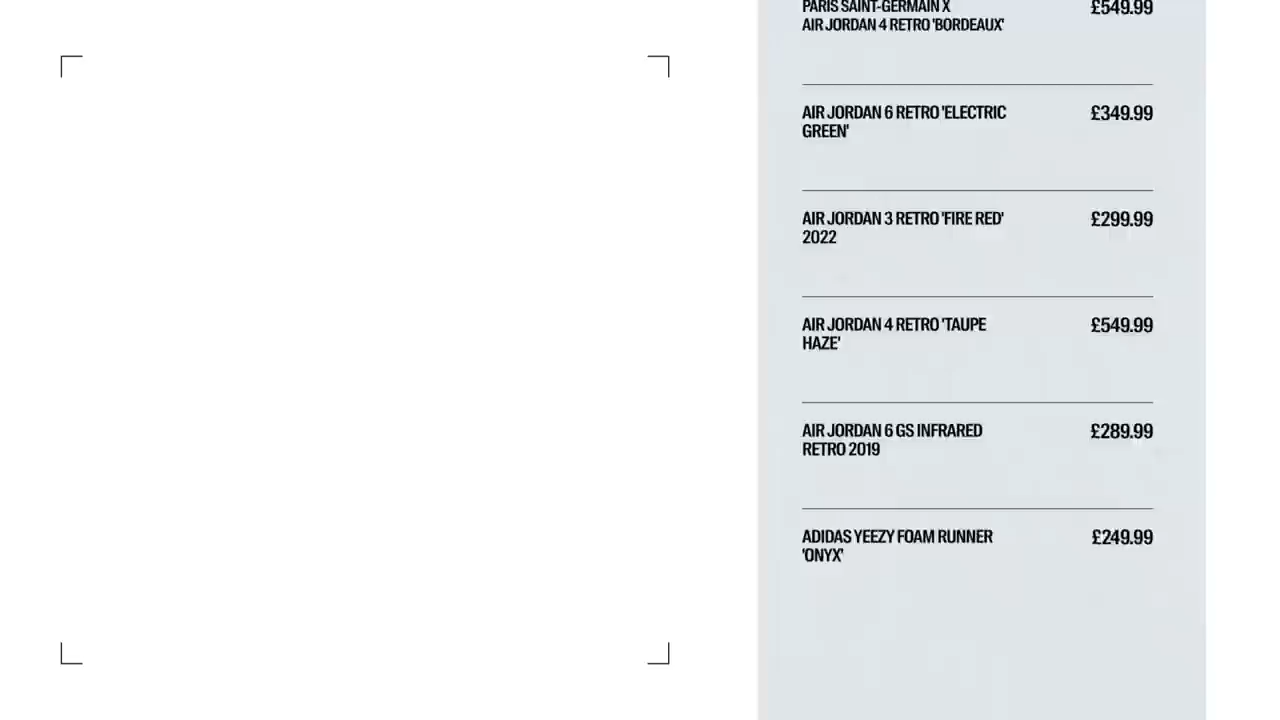 PARIS SAINT-GERMAIN X £549.99
AIR JORDAN 4 RETRO 'BORDEAUX'
AIR JORDAN 6 RETRO 'ELECTRIC £349.99
GREEN'
AIR JORDAN 3 RETRO 'FIRE RED' £299.99
2022
AIR JORDAN 4 RETRO 'TAUPE £549.99
HAZE'
AIR JORDAN 6 GS INFRARED £289.99
RETRO 2019
ADIDAS YEEZY FOAM RUNNER £249.99
'ONYX'